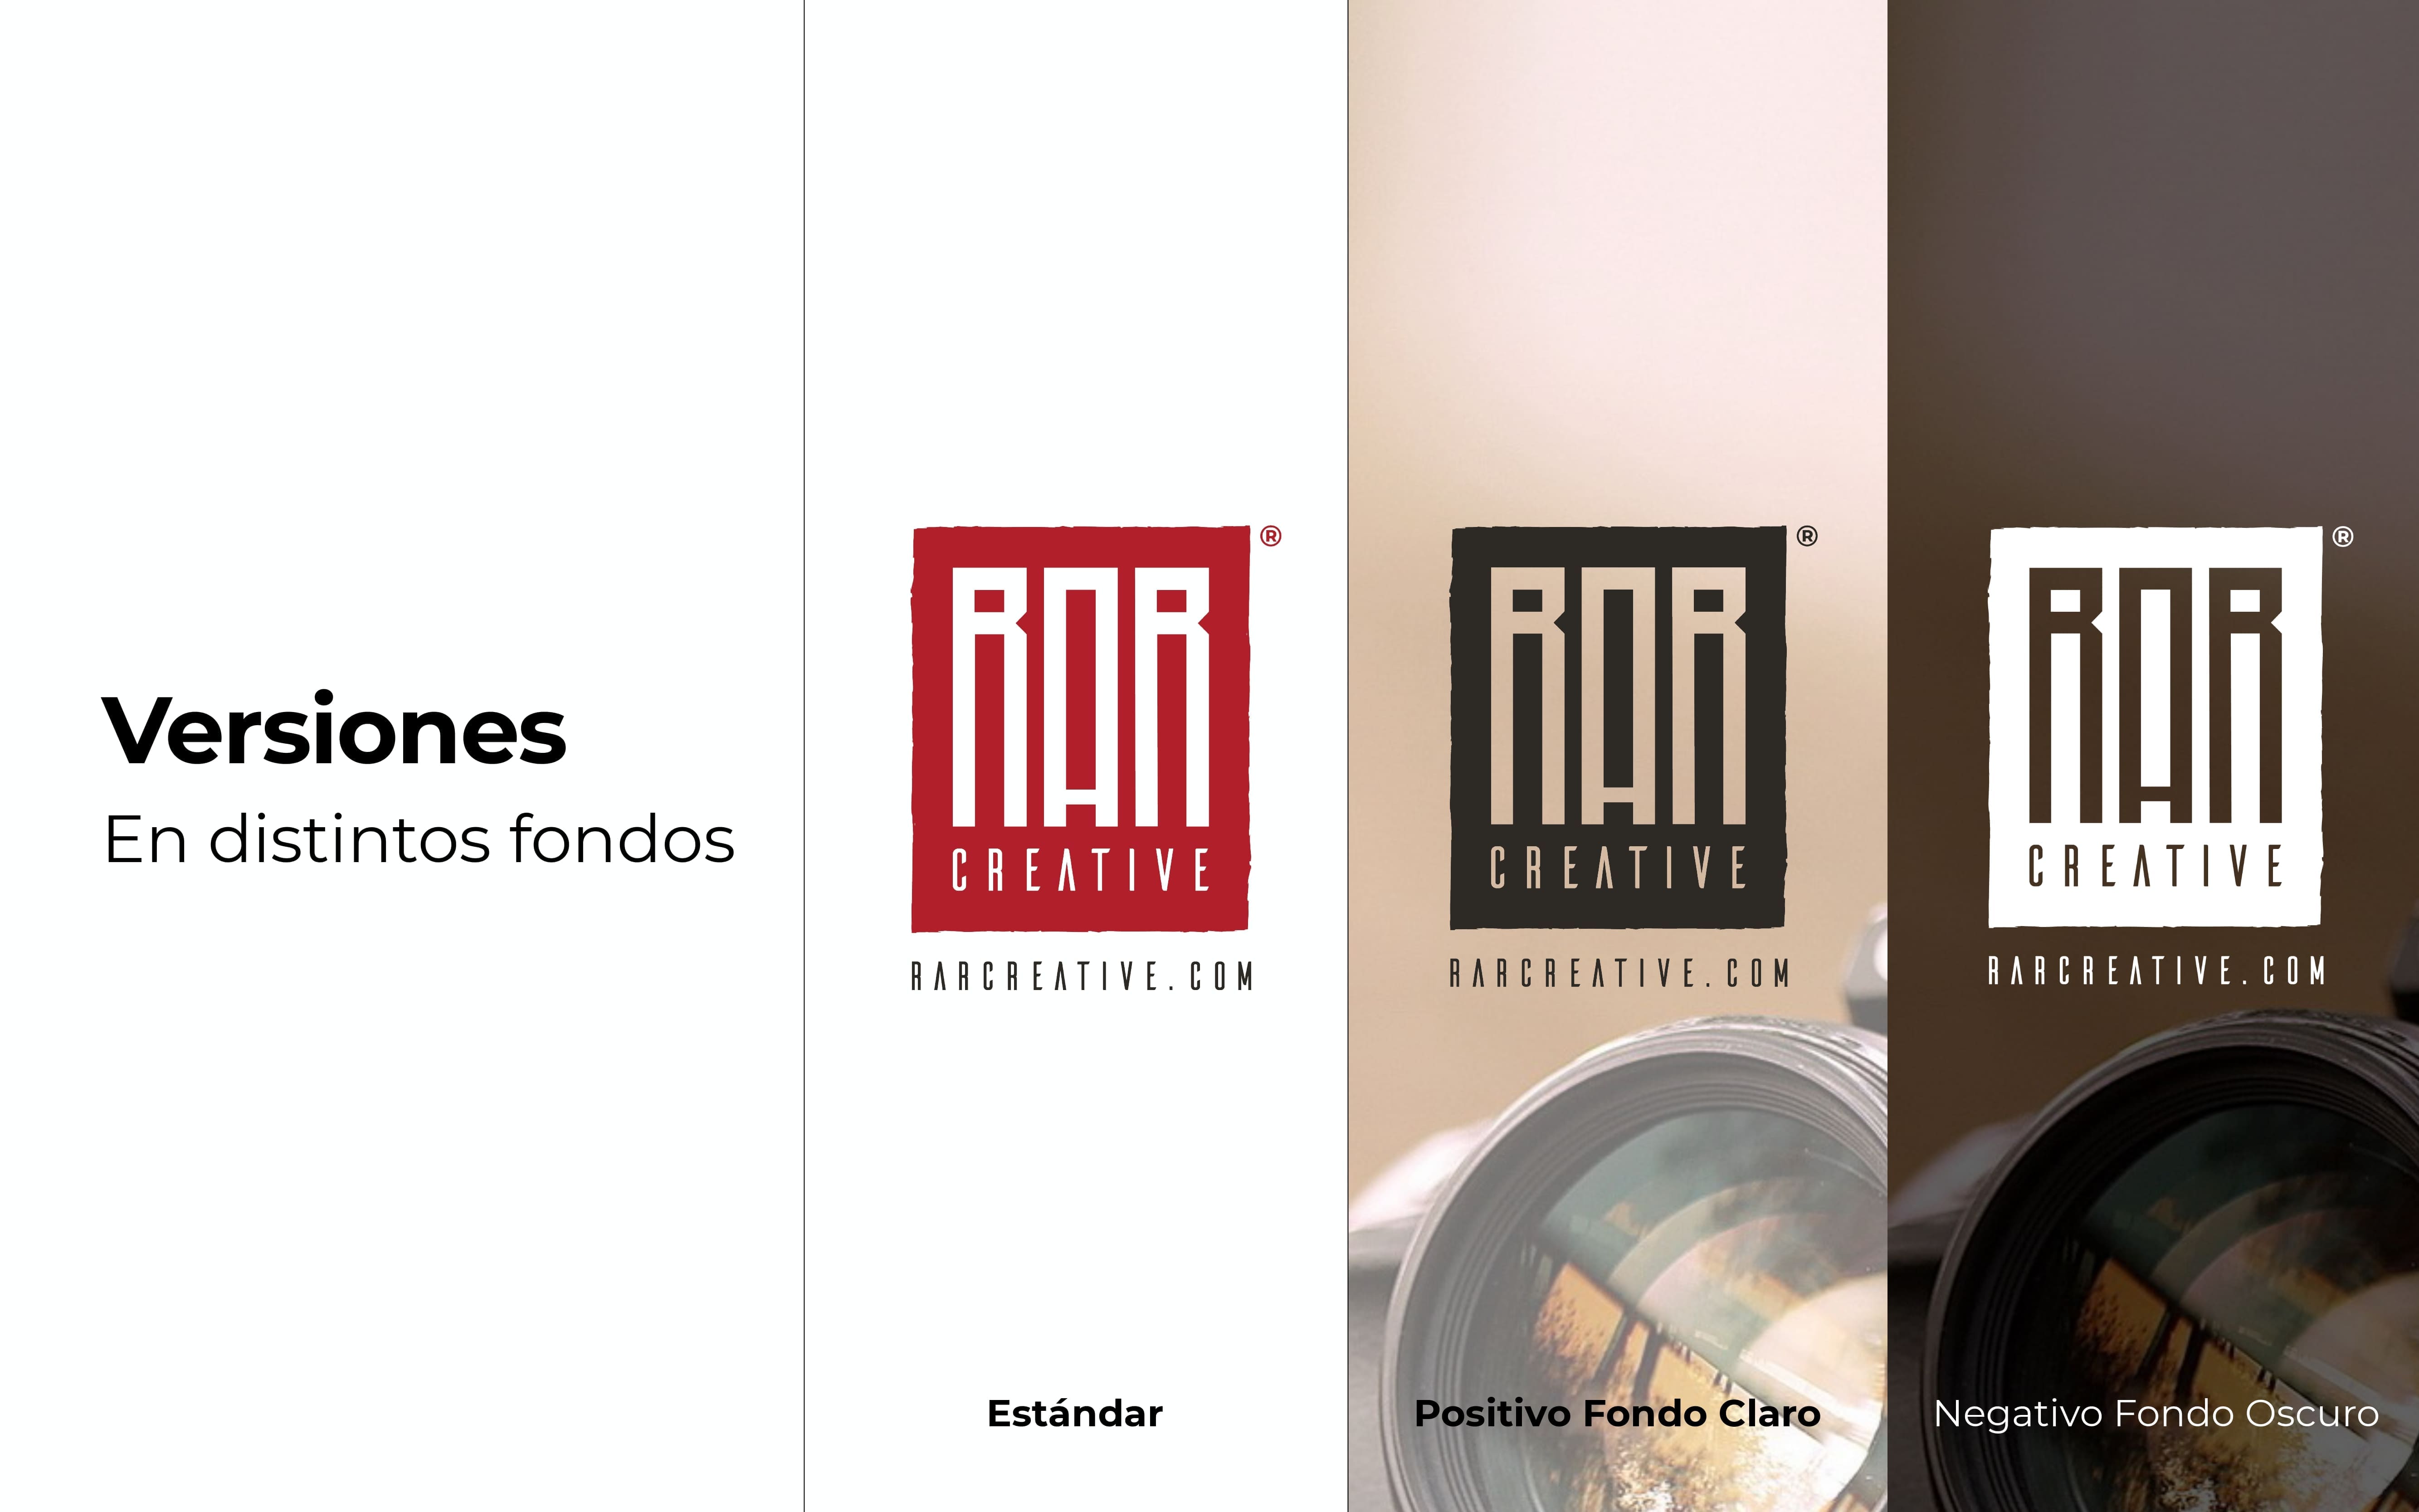 Versiones
En distintos fondos
®
RAR
CREATIVE
RARCREATIVE.COM
Estándar
®
RAR
CREATIVE
RARCREATIVE.COM
Positivo Fondo Claro
®
RAR
CREATIVE
RARCREATIVE.COM
Negativo Fondo Oscuro